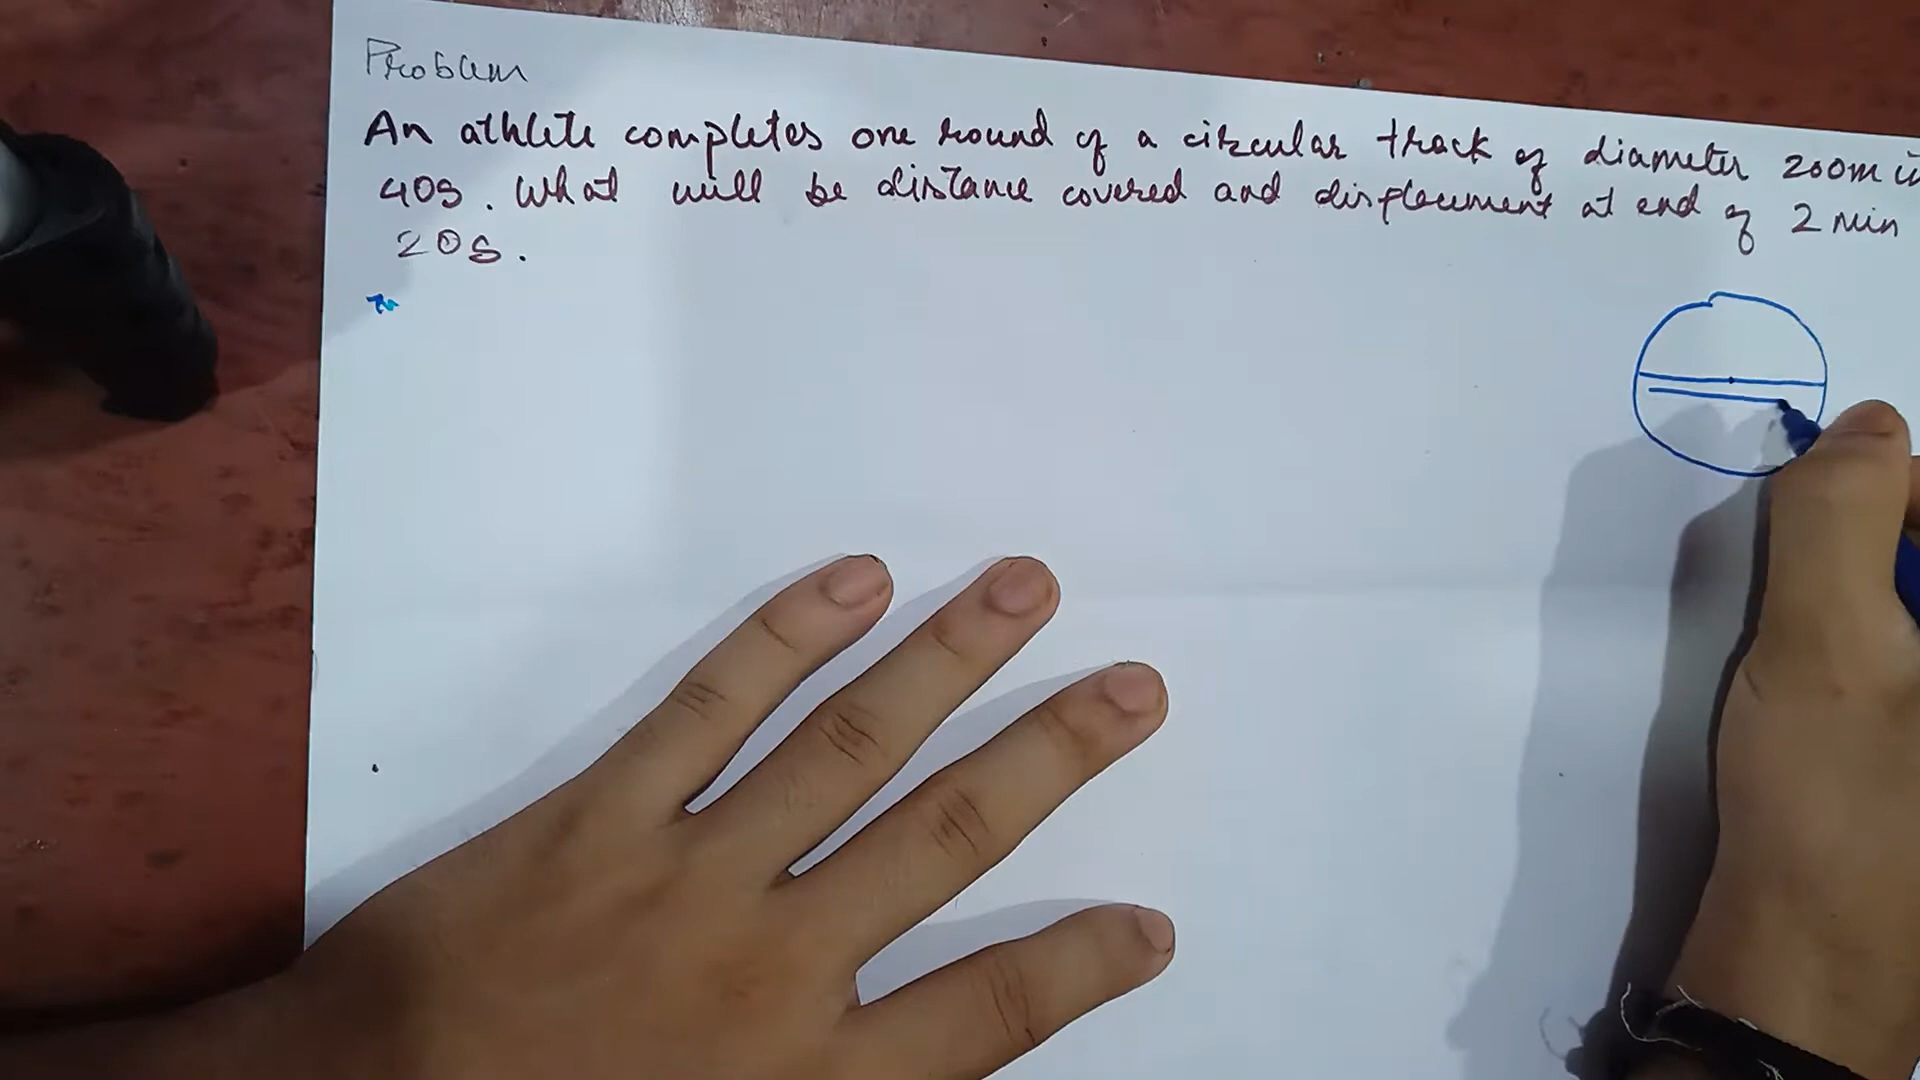 Problem
An athlete completes one round of a circular track of diameter 200m in
40s. What will be distance covered and displacement at end of 2 min
20s.